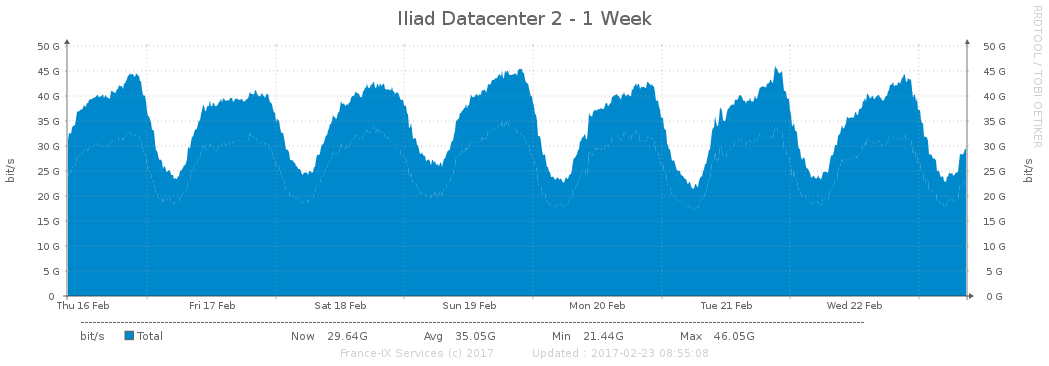 Iliad Datacenter 2 - 1 Week
RRDTOOL / TOBI OETIKER
50 G 50 G
45 G 45 G
40 G 40 G
35 G 35 G
30 G 30 G
25 G 25 G
20 G 20 G
15 G 15 G
10 G 10 G
5 G 5 G
0 0 G
bit/s bit/s
Thu 16 Feb Fri 17 Feb Sat 18 Feb Sun 19 Feb Mon 20 Feb Tue 21 Feb Wed 22 Feb
bit/s Total Now 29.64G Avg 35.05G Min 21.44G Max 46.05G
France-IX Services (c) 2017 Updated : 2017-02-23 08:55:08